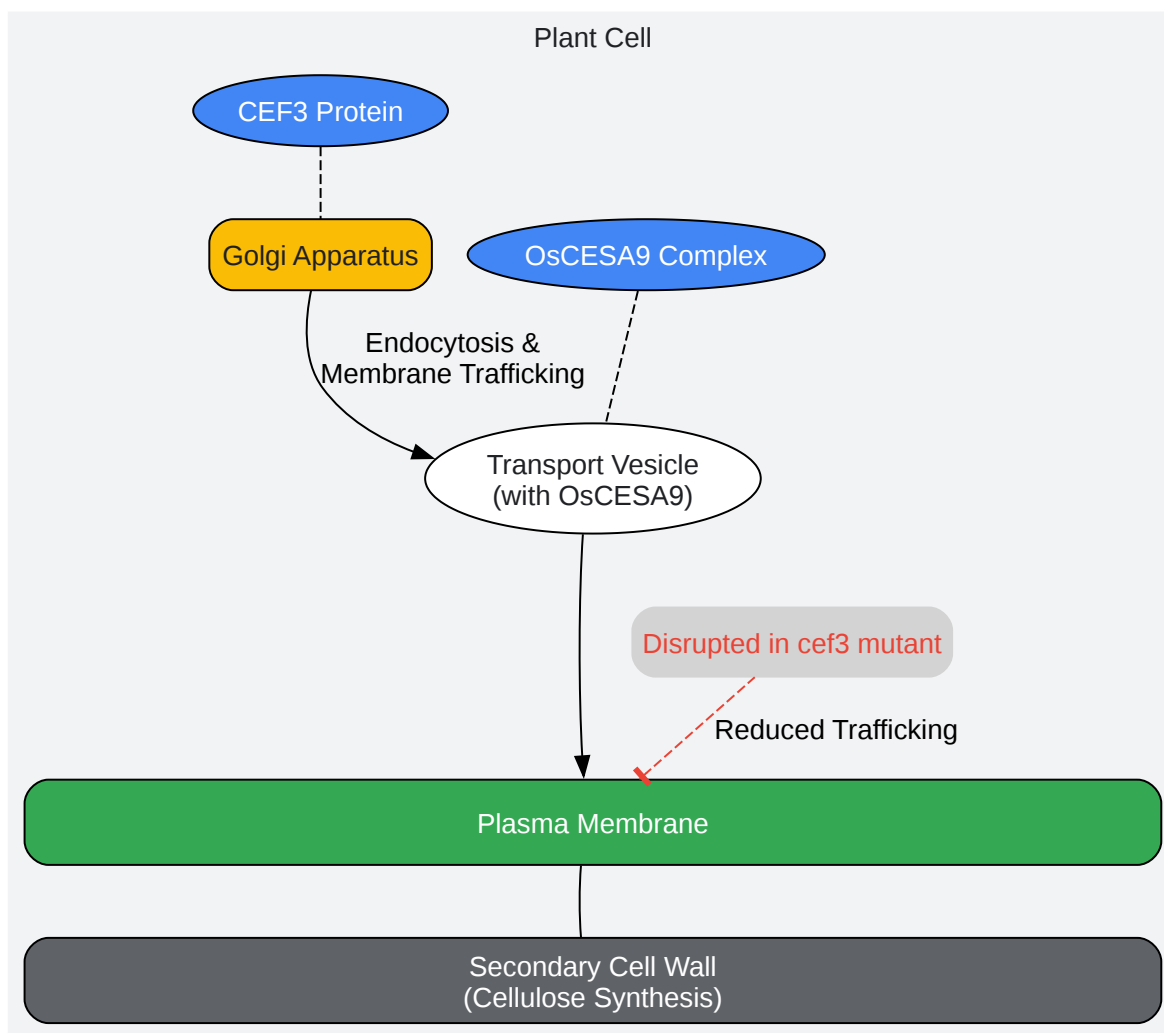 Plant Cell
CEF3 Protein
Golgi Apparatus
OsCESA9 Complex
Endocytosis &
Membrane Trafficking
Transport Vesicle
(with OsCESA9)
Disrupted in cef3 mutant
Reduced Trafficking
Plasma Membrane
Secondary Cell Wall
(Cellulose Synthesis)